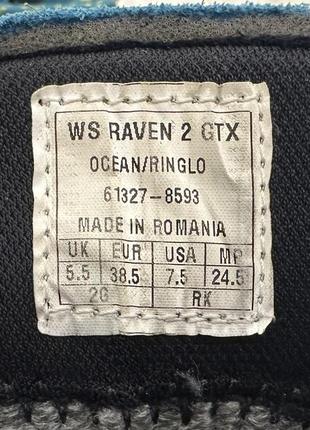 WS RAVEN 2 GTX
OCEAN/RINGLO
61327-8593
MADE IN ROMANIA
UK EUR USA MP
5.5 38.5 7.5 24.5
2G RK